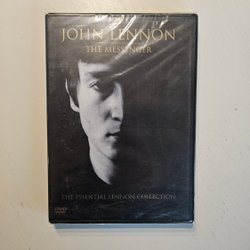 JOHN LENNON
THE MESSENGER
THE ESSENTIAL LENNON COLLECTION
DVD